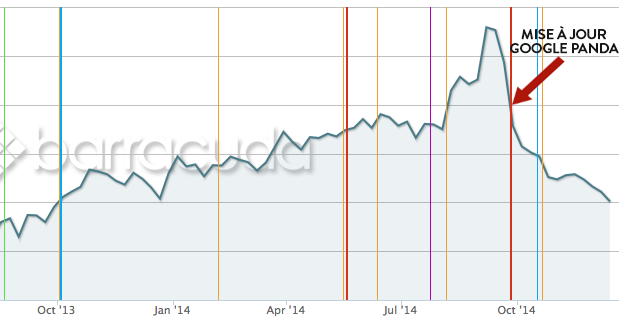 MISE À JOUR
GOOGLE PANDA
barracuda
Oct '13
Jan '14
Apr '14
Jul '14
Oct '14